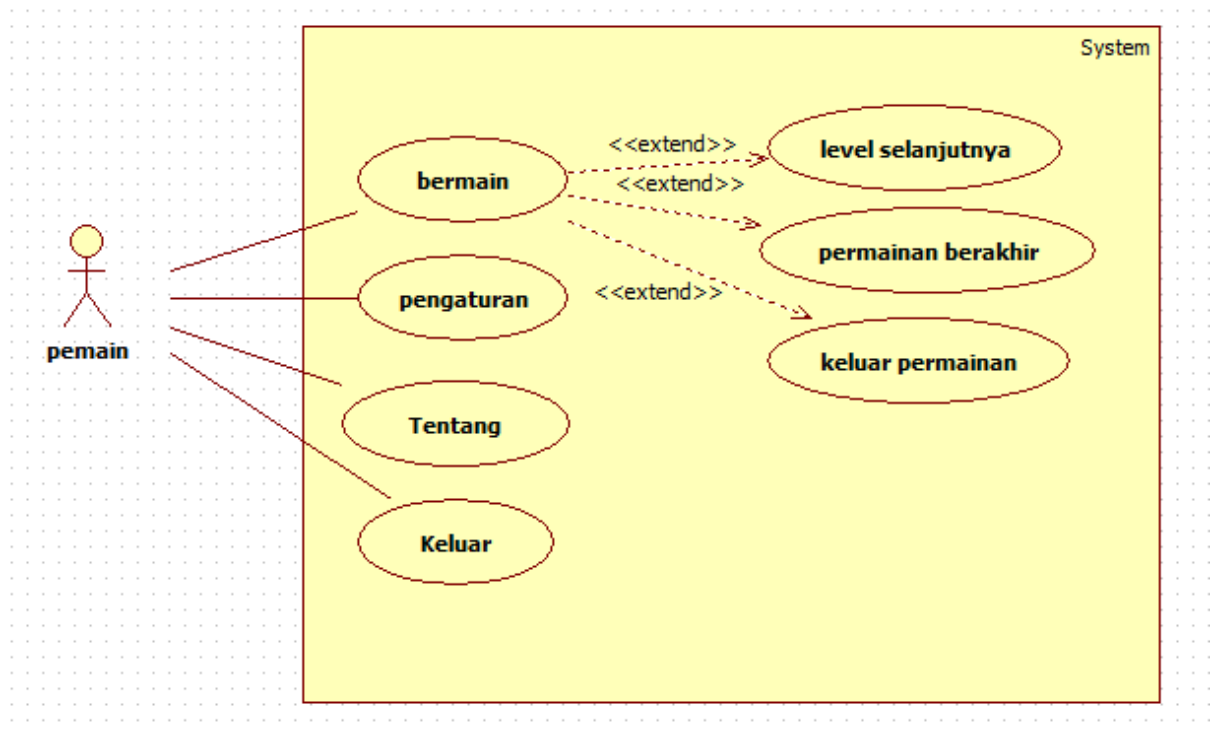 System
bermain
<<extend>>
level selanjutnya
<<extend>>
permainan berakhir
<<extend>>
keluar permainan
pengaturan
pemain
Tentang
Keluar